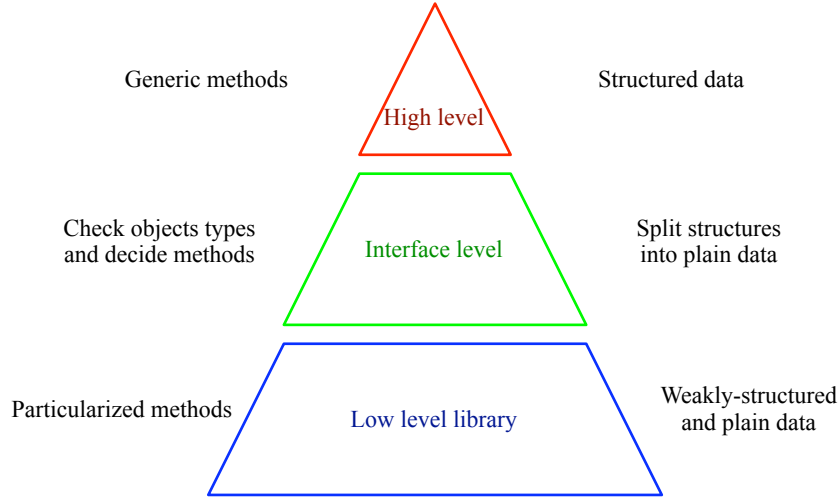 Generic methods
High level
Structured data
Check objects types
and decide methods
Interface level
Split structures
into plain data
Particularized methods
Low level library
Weakly-structured
and plain data